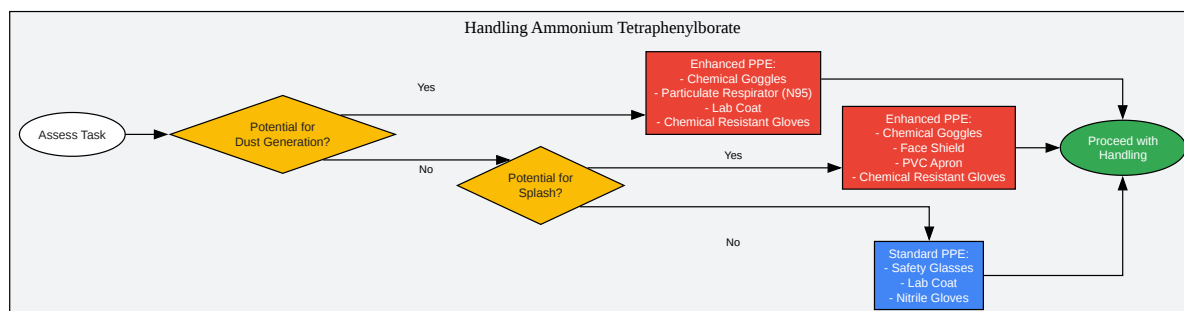 Handling Ammonium Tetraphenylborate
Assess Task
Potential for
Dust Generation?
Yes
Enhanced PPE:
- Chemical Goggles
- Particulate Respirator (N95)
- Lab Coat
- Chemical Resistant Gloves
No
Potential for
Splash?
Yes
Enhanced PPE:
- Chemical Goggles
- Face Shield
- PVC Apron
- Chemical Resistant Gloves
No
Standard PPE:
- Safety Glasses
- Lab Coat
- Nitrile Gloves
Proceed with
Handling